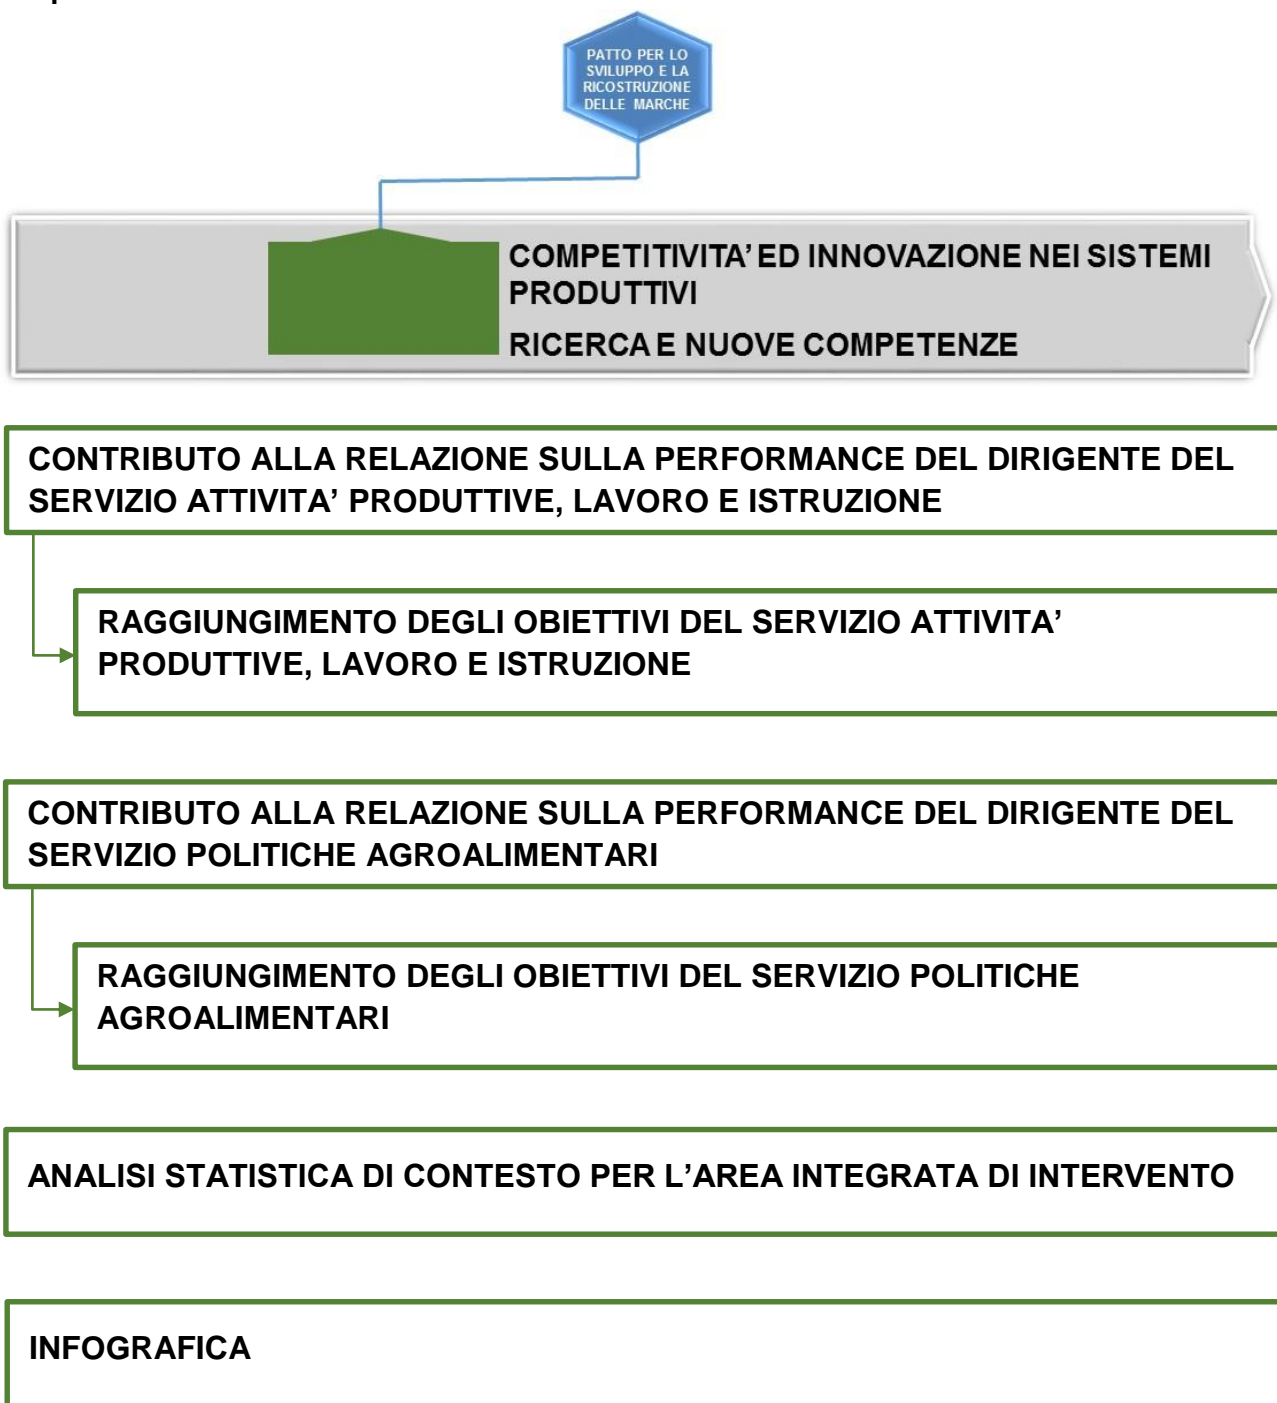 PATTO PER LO
SVILUPPO E LA
RICOSTRUZIONE
DELLE MARCHE
COMPETITIVITA’ ED INNOVAZIONE NEI SISTEMI
PRODUTTIVI
RICERCA E NUOVE COMPETENZE
CONTRIBUTO ALLA RELAZIONE SULLA PERFORMANCE DEL DIRIGENTE DEL
SERVIZIO ATTIVITA’ PRODUTTIVE, LAVORO E ISTRUZIONE
RAGGIUNGIMENTO DEGLI OBIETTIVI DEL SERVIZIO ATTIVITA’
PRODUTTIVE, LAVORO E ISTRUZIONE
CONTRIBUTO ALLA RELAZIONE SULLA PERFORMANCE DEL DIRIGENTE DEL
SERVIZIO POLITICHE AGROALIMENTARI
RAGGIUNGIMENTO DEGLI OBIETTIVI DEL SERVIZIO POLITICHE
AGROALIMENTARI
ANALISI STATISTICA DI CONTESTO PER L’AREA INTEGRATA DI INTERVENTO
INFOGRAFICA